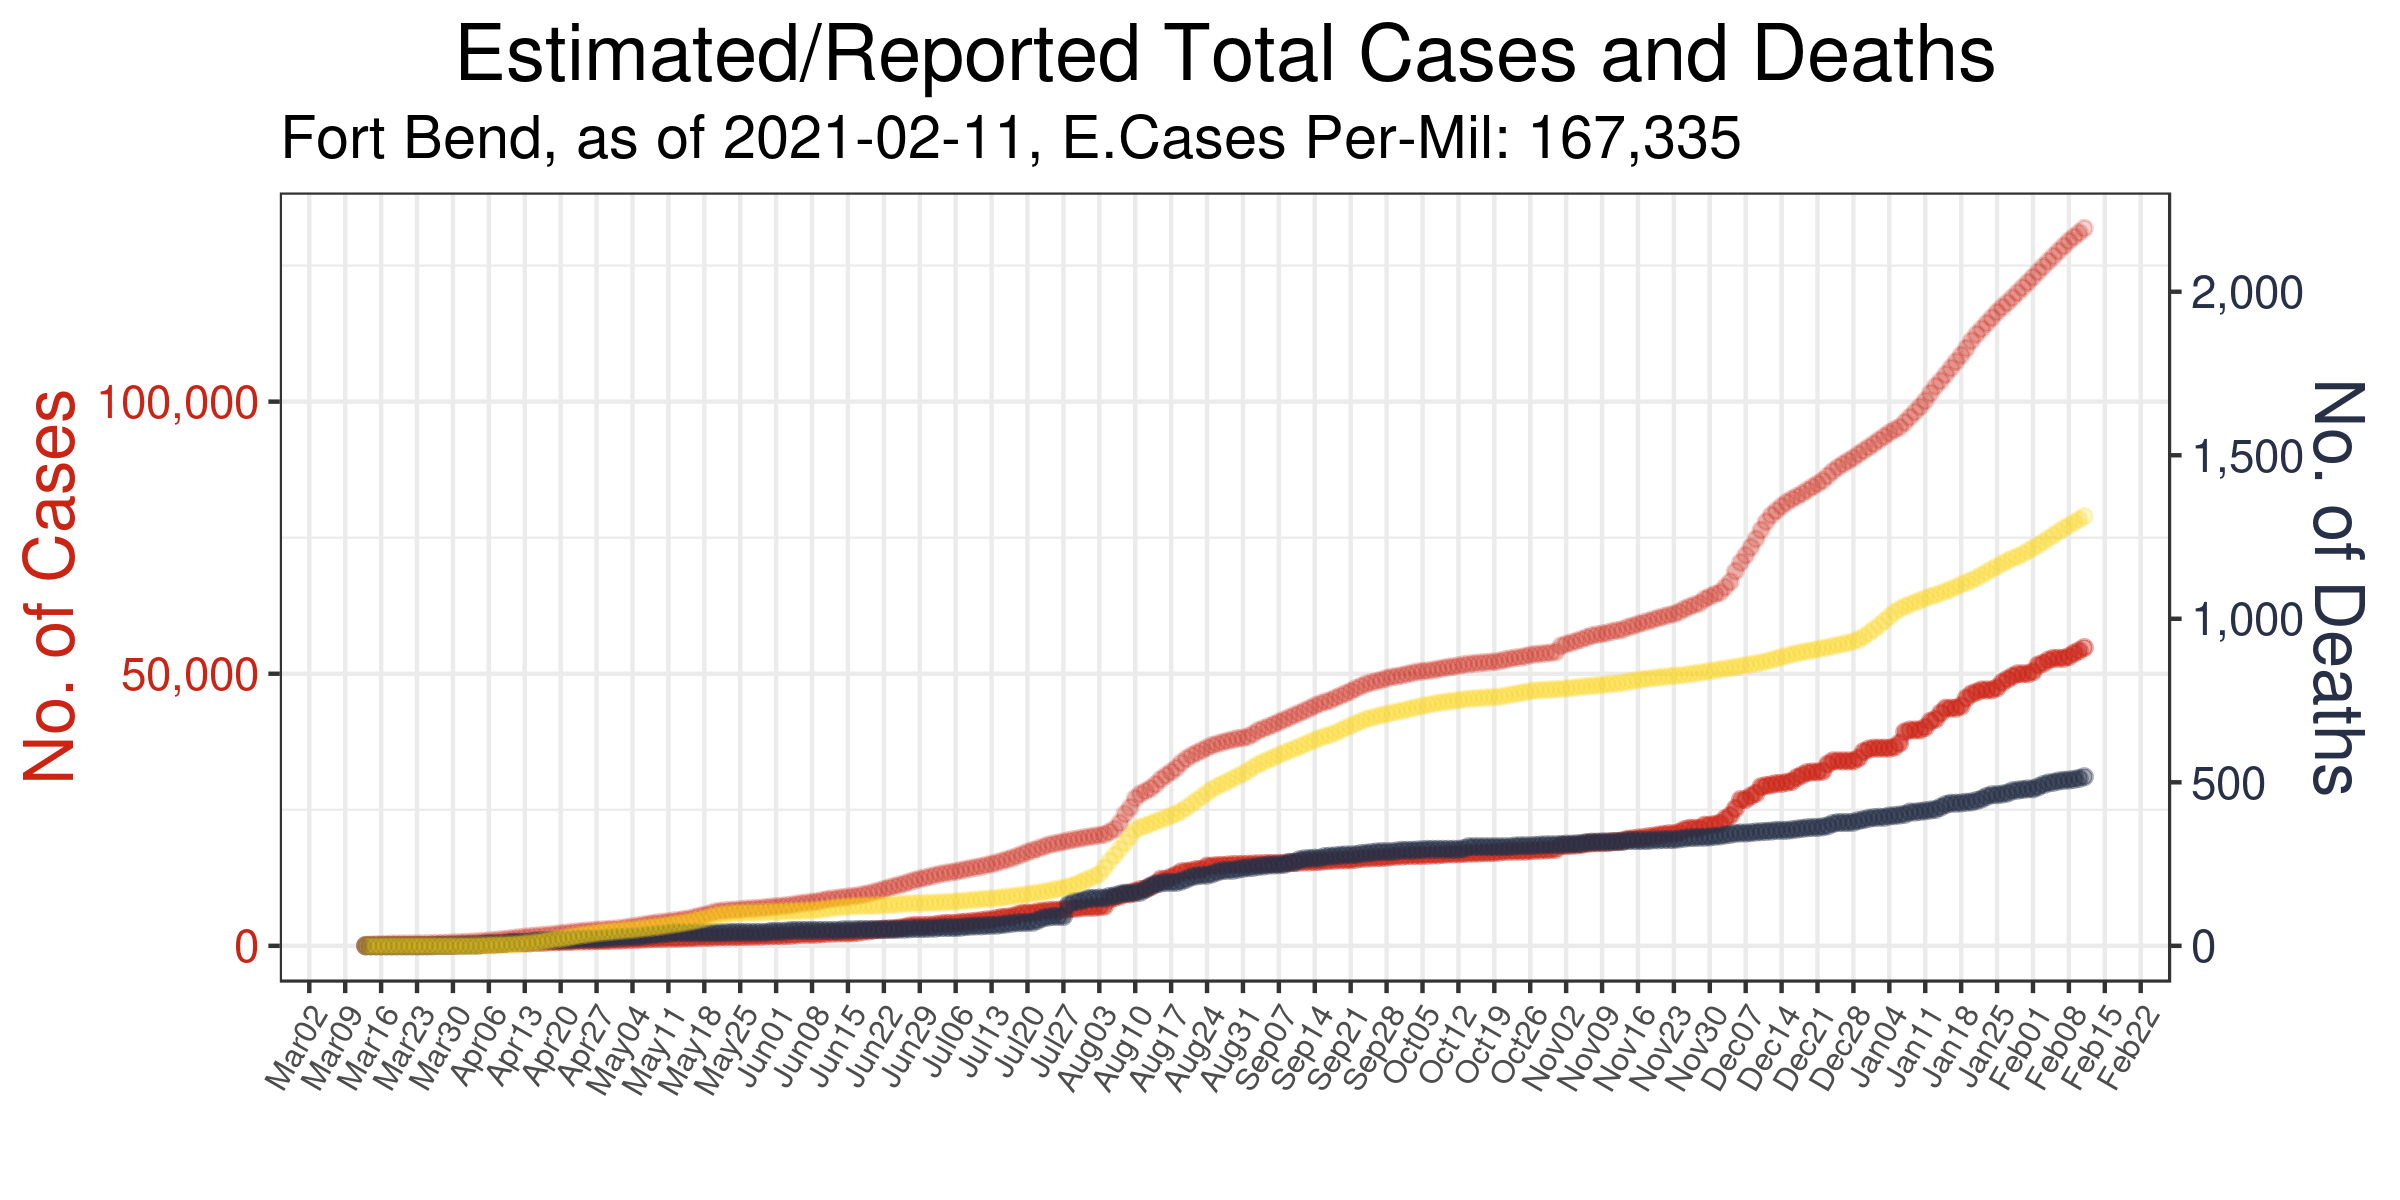 Estimated/Reported Total Cases and Deaths
Fort Bend, as of 2021-02-11, E.Cases Per-Mil: 167,335
No. of Cases
100,000
50,000
0
2,000
1,500
1,000
500
0
No. of Deaths
Mar02
Mar09
Mar16
Mar23
Mar30
Apr06
Apr13
Apr20
Apr27
May04
May11
May18
May25
Jun01
Jun08
Jun15
Jun22
Jun29
Jul06
Jul13
Jul20
Jul27
Aug03
Aug10
Aug17
Aug24
Aug31
Sep07
Sep14
Sep21
Sep28
Oct05
Oct12
Oct19
Oct26
Nov02
Nov09
Nov16
Nov23
Nov30
Dec07
Dec14
Dec21
Dec28
Jan04
Jan11
Jan18
Jan25
Feb01
Feb08
Feb15
Feb22